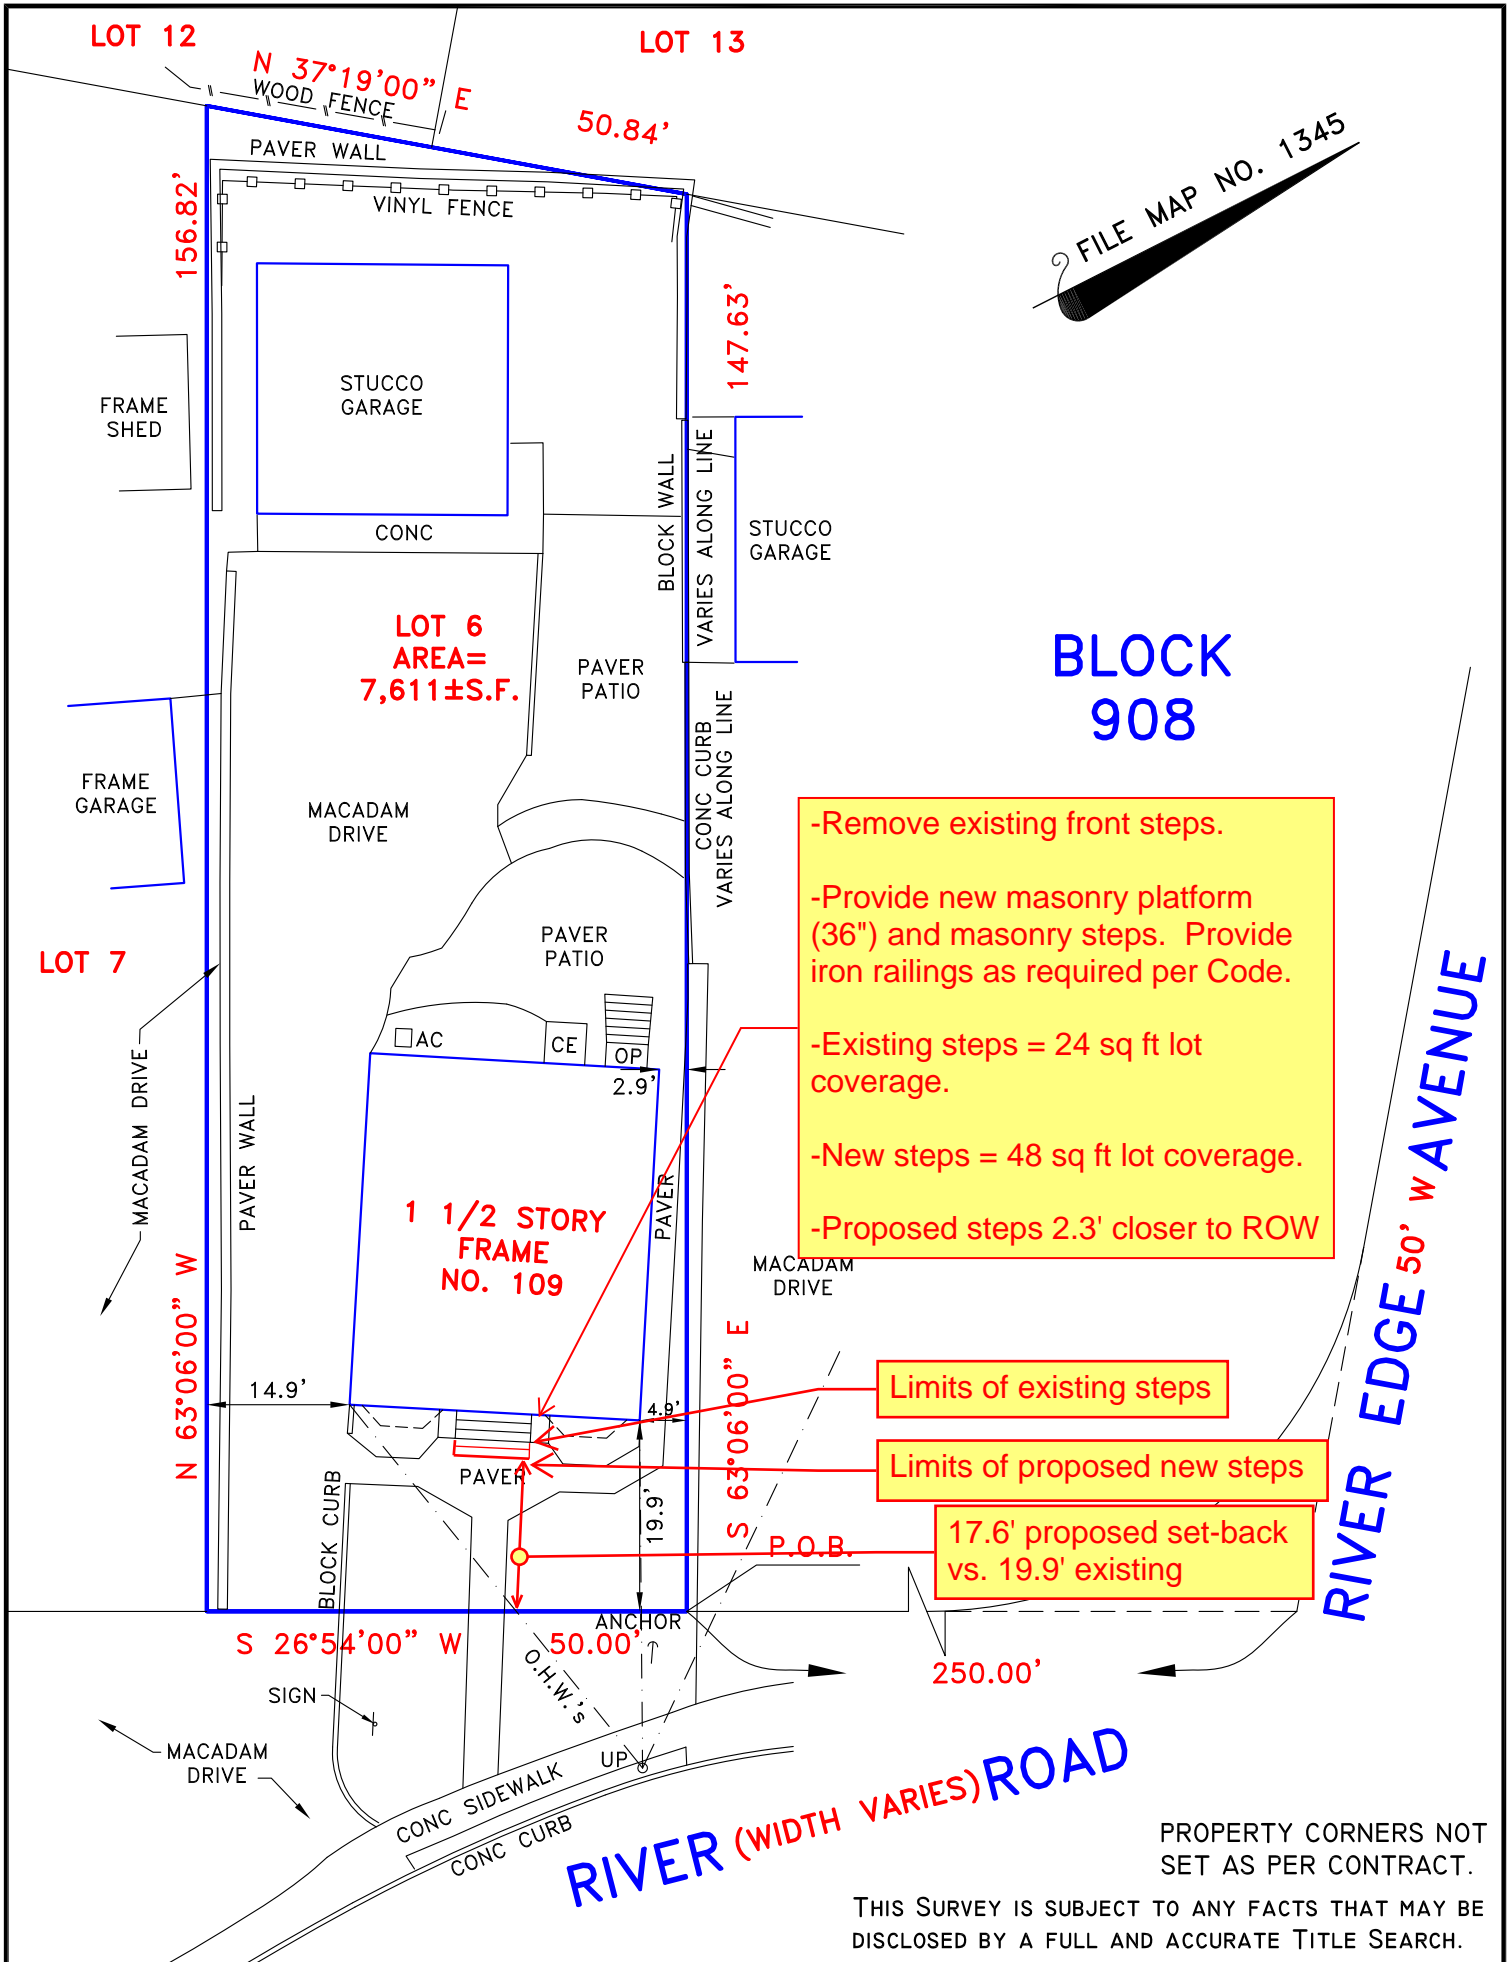 LOT 12
LOT 13
N 37°19'00" E
WOOD FENCE
50.84'
PAVER WALL
156.82'
VINYL FENCE
FILE MAP NO. 1345
147.63'
STUCCO
GARAGE
FRAME
SHED
CONC
BLOCK WALL
VARIES ALONG LINE
STUCCO
GARAGE
LOT 6
AREA=
7,611±S.F.
PAVER
PATIO
BLOCK
908
CONC CURB
VARIES ALONG LINE
FRAME
GARAGE
MACADAM
DRIVE
-Remove existing front steps.
-Provide new masonry platform
(36") and masonry steps.  Provide
iron railings as required per Code.
-Existing steps = 24 sq ft lot
coverage.
-New steps = 48 sq ft lot coverage.
-Proposed steps 2.3' closer to ROW
LOT 7
PAVER
PATIO
AC
CE
OP
2.9'
MACADAM DRIVE
PAVER WALL
PAVER
1 1/2 STORY
FRAME
NO. 109
MACADAM
DRIVE
RIVER EDGE 50' W AVENUE
N 63°06'00" W
S 63°06'00" E
14.9'
4.9'
Limits of existing steps
Limits of proposed new steps
PAVER
BLOCK CURB
19.9'
17.6' proposed set-back
vs. 19.9' existing
P.O.B.
ANCHOR
S 26°54'00" W
50.00'
250.00'
O.H.W.'s
SIGN
MACADAM
DRIVE
UP
CONC SIDEWALK
CONC CURB
RIVER (WIDTH VARIES) ROAD
PROPERTY CORNERS NOT
SET AS PER CONTRACT.
THIS SURVEY IS SUBJECT TO ANY FACTS THAT MAY BE
DISCLOSED BY A FULL AND ACCURATE TITLE SEARCH.